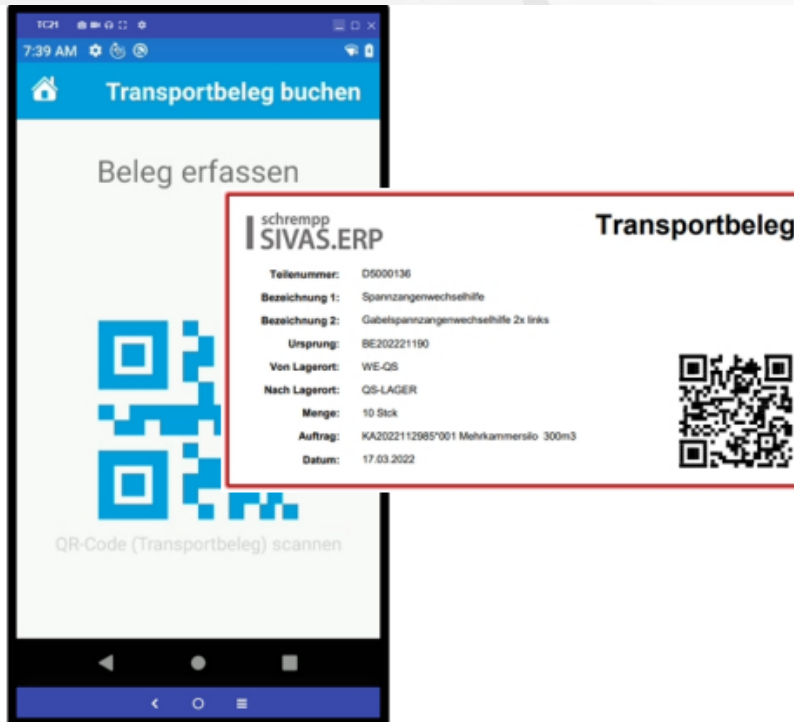 TC21
7:39 AM
Transportbeleg buchen
Beleg erfassen
QR-Code (Transportbeleg) scannen
schrempp
SIVAS.ERP
Transportbeleg
Teilenummer: D5000136
Bezeichnung 1: Spannzangenwechselhilfe
Bezeichnung 2: Gabelspannzangenwechselhilfe 2x links
Ursprung: BE202221190
Von Lagerort: WE-QS
Nach Lagerort: QS-LAGER
Menge: 10 Stck
Auftrag: KA2022112985*001 Mehrkammersilo 300m3
Datum: 17.03.2022